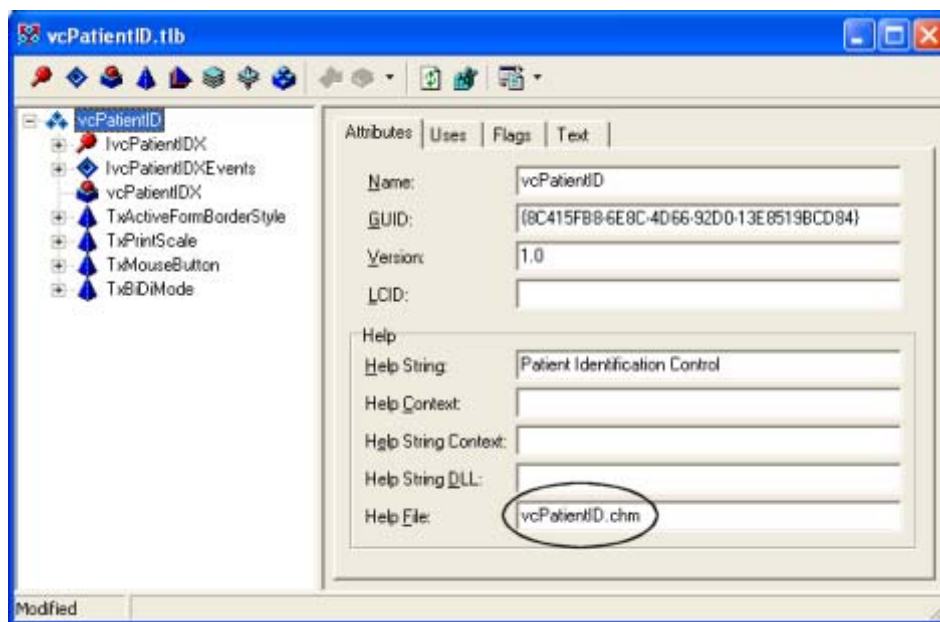 vcPatientID.tlb
vcPatientID
IvcPatientIDX
IvcPatientIDXEvents
vcPatientIDX
TxActiveFormBorderStyle
TxPrintScale
TxMouseButton
TxBiDiMode
Attributes Uses Flags Text
Name: vcPatientID
GUID: {8C415FB8-6E8C-4D66-92D0-13E8519BCD84}
Version: 1.0
LCID:
Help
Help String: Patient Identification Control
Help Context:
Help String Context:
Help String DLL:
Help File: vcPatientID.chm
Modified